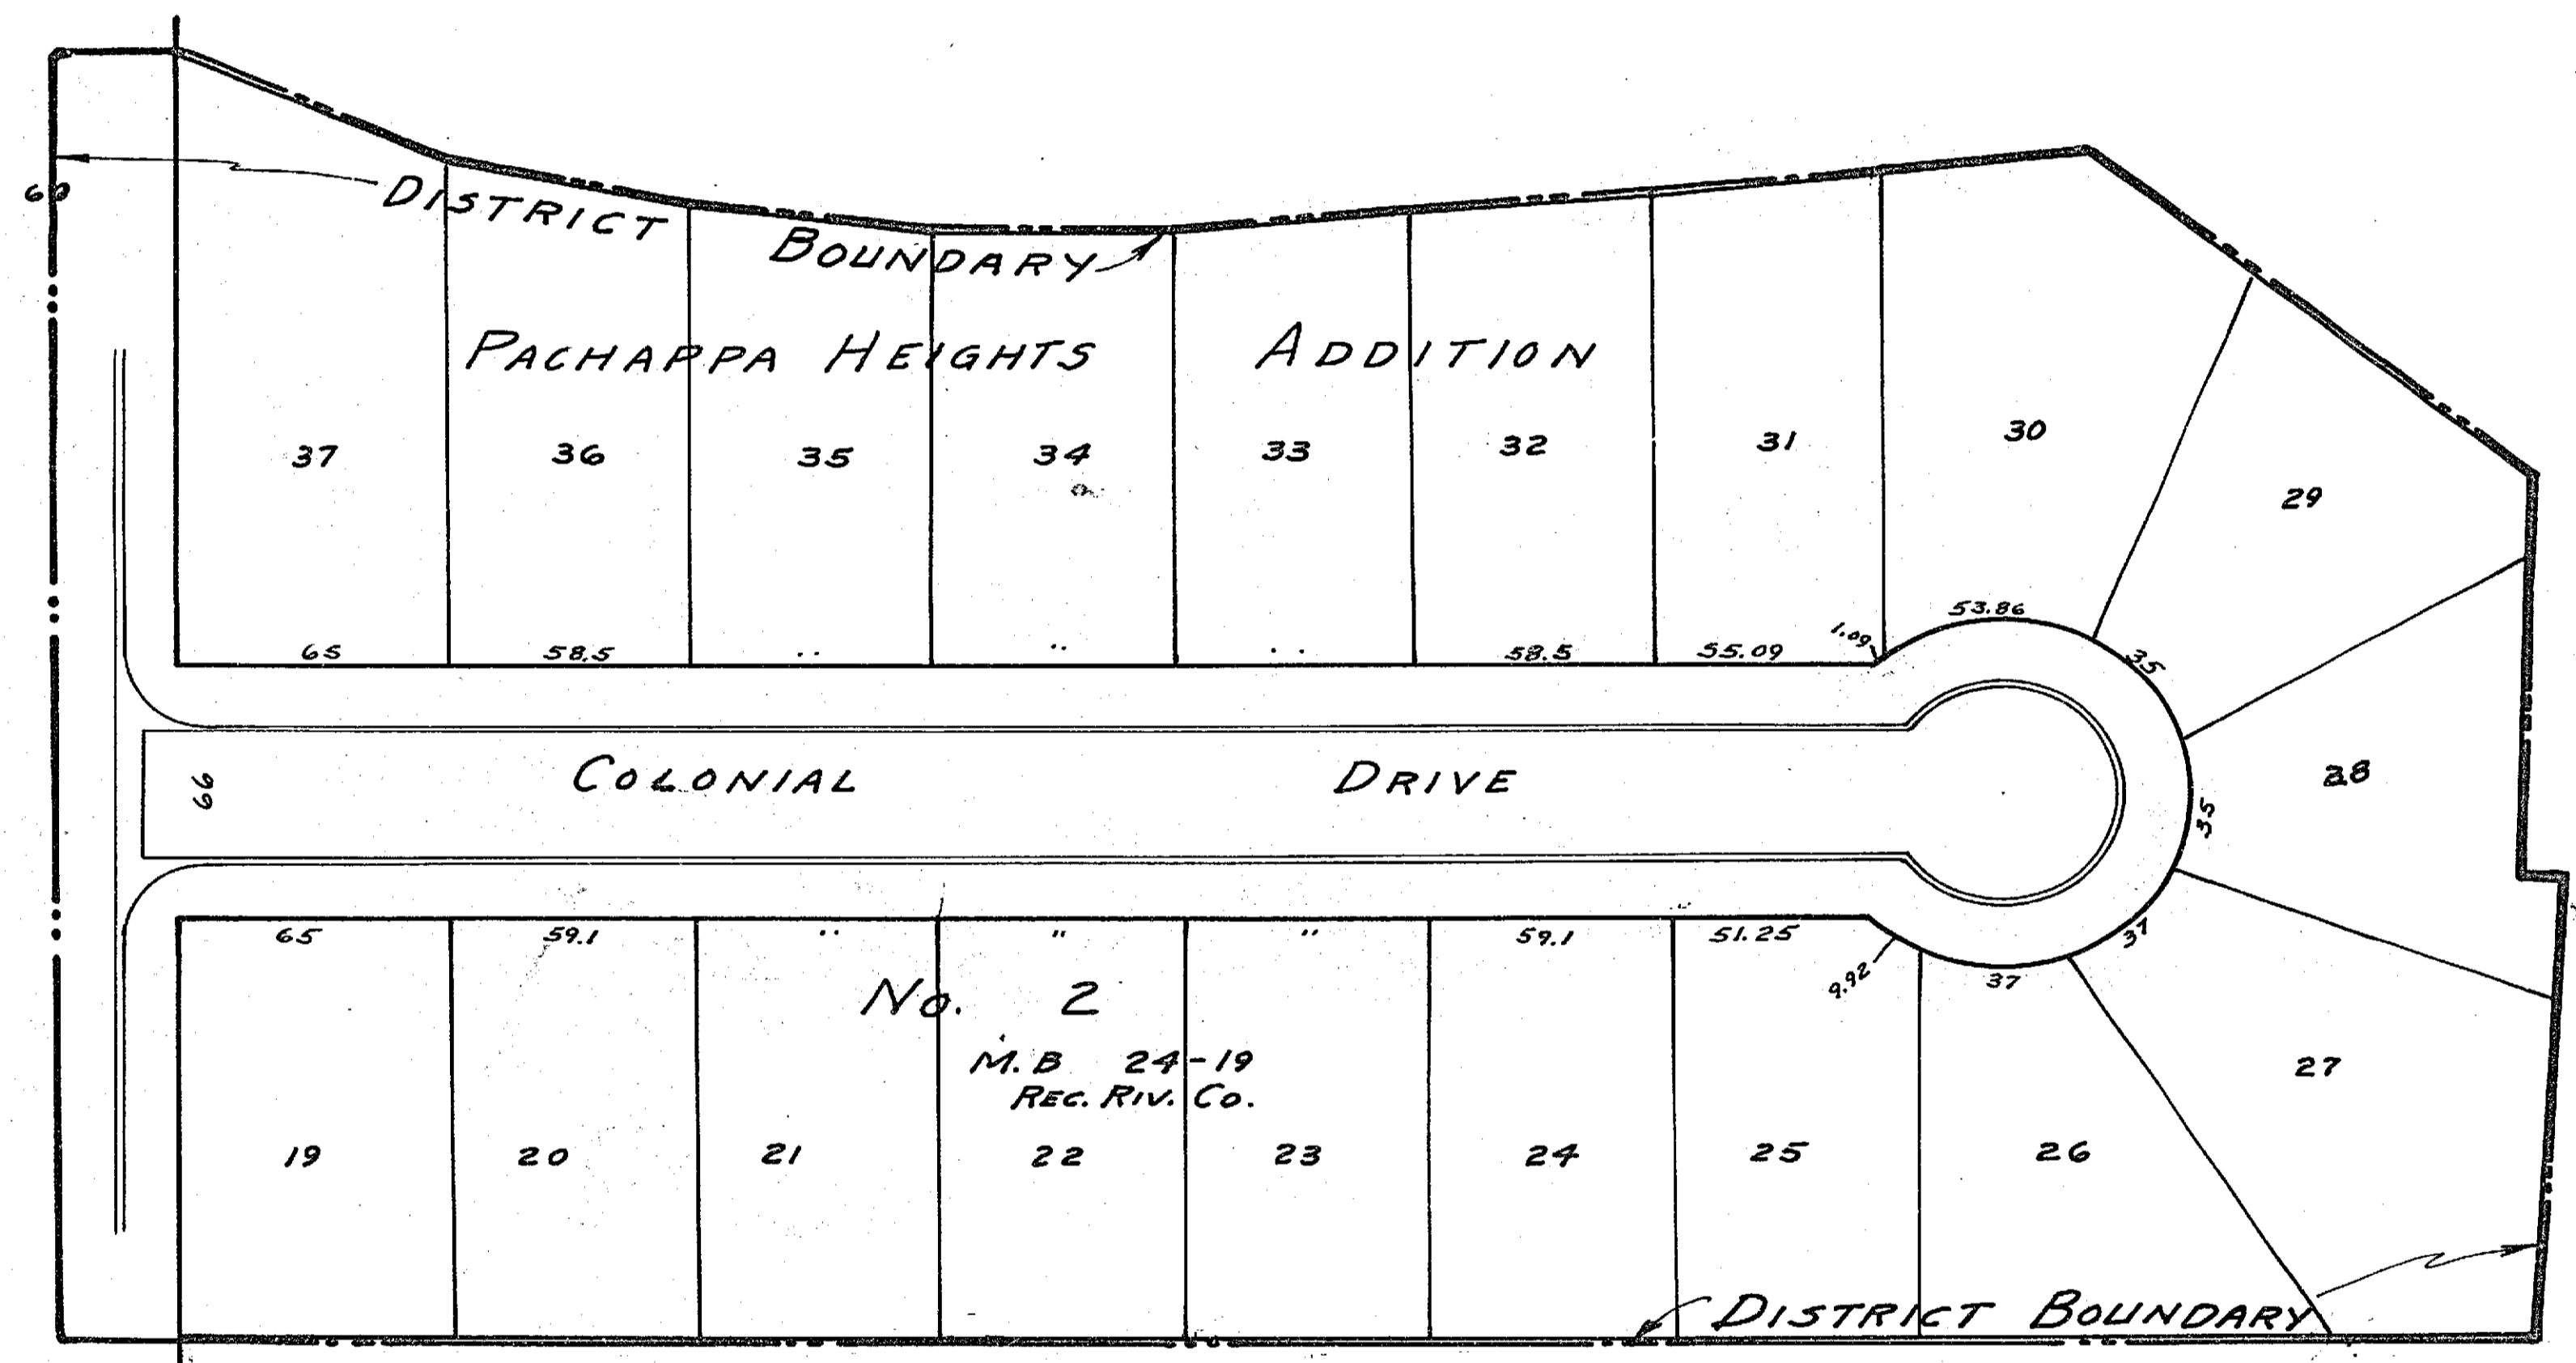 60
DISTRICT BOUNDARY
PACHAPPA HEIGHTS ADDITION
37 36 35 34 33 32 31 30
29
65 58.5 .. .. .. 58.5 55.09 1.09 53.86
35
COLONIAL DRIVE
66
28
35
65 59.1 .. " " 59.1 51.25
9.92 37 37
No. 2
M.B 24-19
REC. RIV. Co.
27
19 20 21 22 23 24 25 26
DISTRICT BOUNDARY